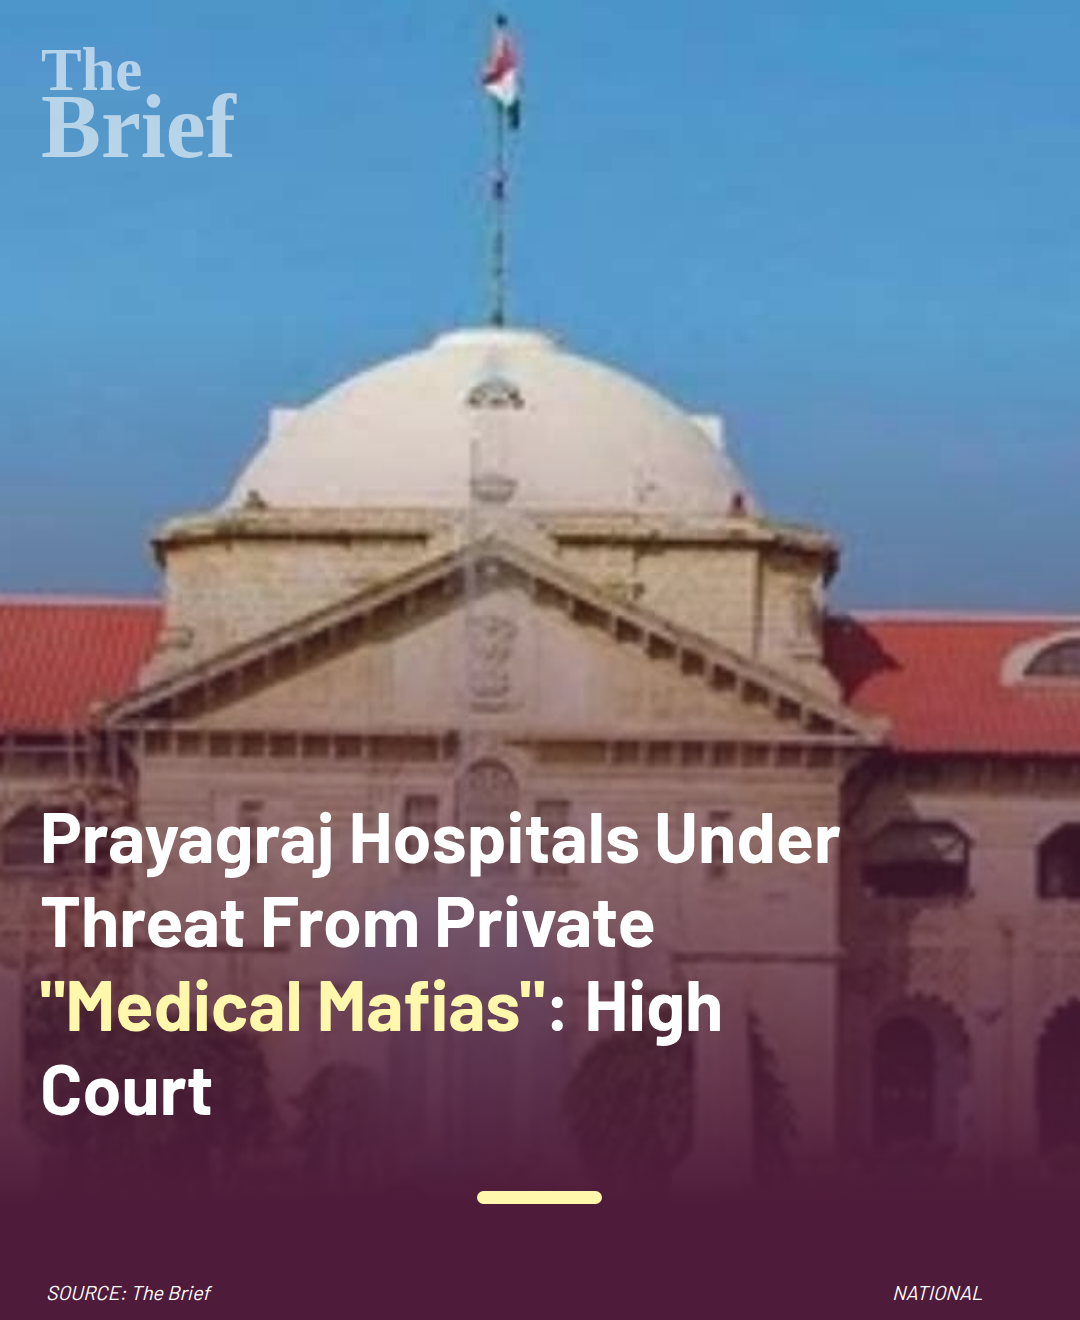 The
Brief
Prayagraj Hospitals Under
Threat From Private
"Medical Mafias": High
Court
SOURCE: The Brief
NATIONAL